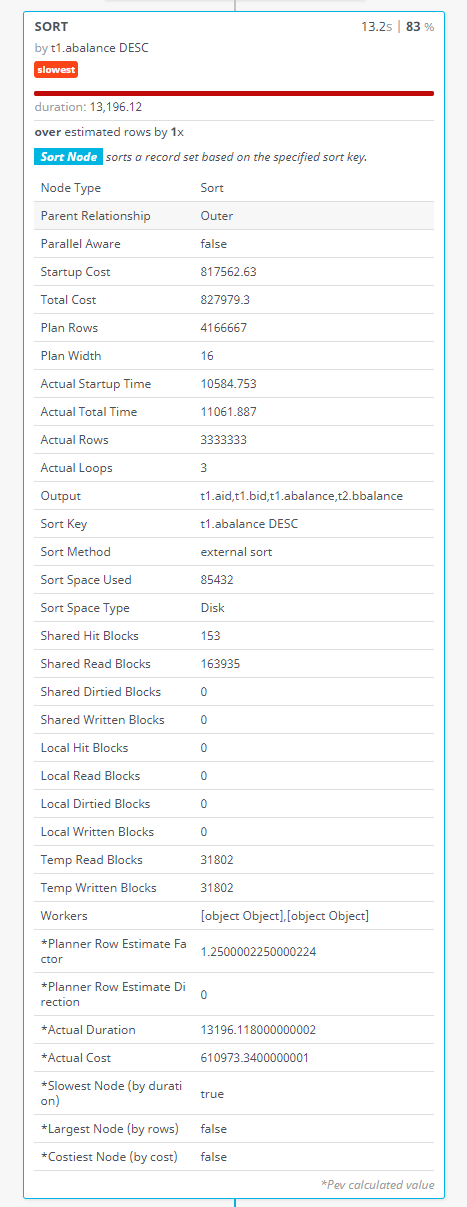 SORT 13.2s | 83 %
by t1.abalance DESC
slowest
duration: 13,196.12
over estimated rows by 1x
Sort Node sorts a record set based on the specified sort key.
Node Type Sort
Parent Relationship Outer
Parallel Aware false
Startup Cost 817562.63
Total Cost 827979.3
Plan Rows 4166667
Plan Width 16
Actual Startup Time 10584.753
Actual Total Time 11061.887
Actual Rows 3333333
Actual Loops 3
Output t1.aid,t1.bid,t1.abalance,t2.bbalance
Sort Key t1.abalance DESC
Sort Method external sort
Sort Space Used 85432
Sort Space Type Disk
Shared Hit Blocks 153
Shared Read Blocks 163935
Shared Dirtied Blocks 0
Shared Written Blocks 0
Local Hit Blocks 0
Local Read Blocks 0
Local Dirtied Blocks 0
Local Written Blocks 0
Temp Read Blocks 31802
Temp Written Blocks 31802
Workers [object Object],[object Object]
*Planner Row Estimate Fa
ctor 1.2500002250000224
*Planner Row Estimate Di
rection 0
*Actual Duration 13196.118000000002
*Actual Cost 610973.3400000001
*Slowest Node (by durati
on) true
*Largest Node (by rows) false
*Costiest Node (by cost) false
*Pev calculated value